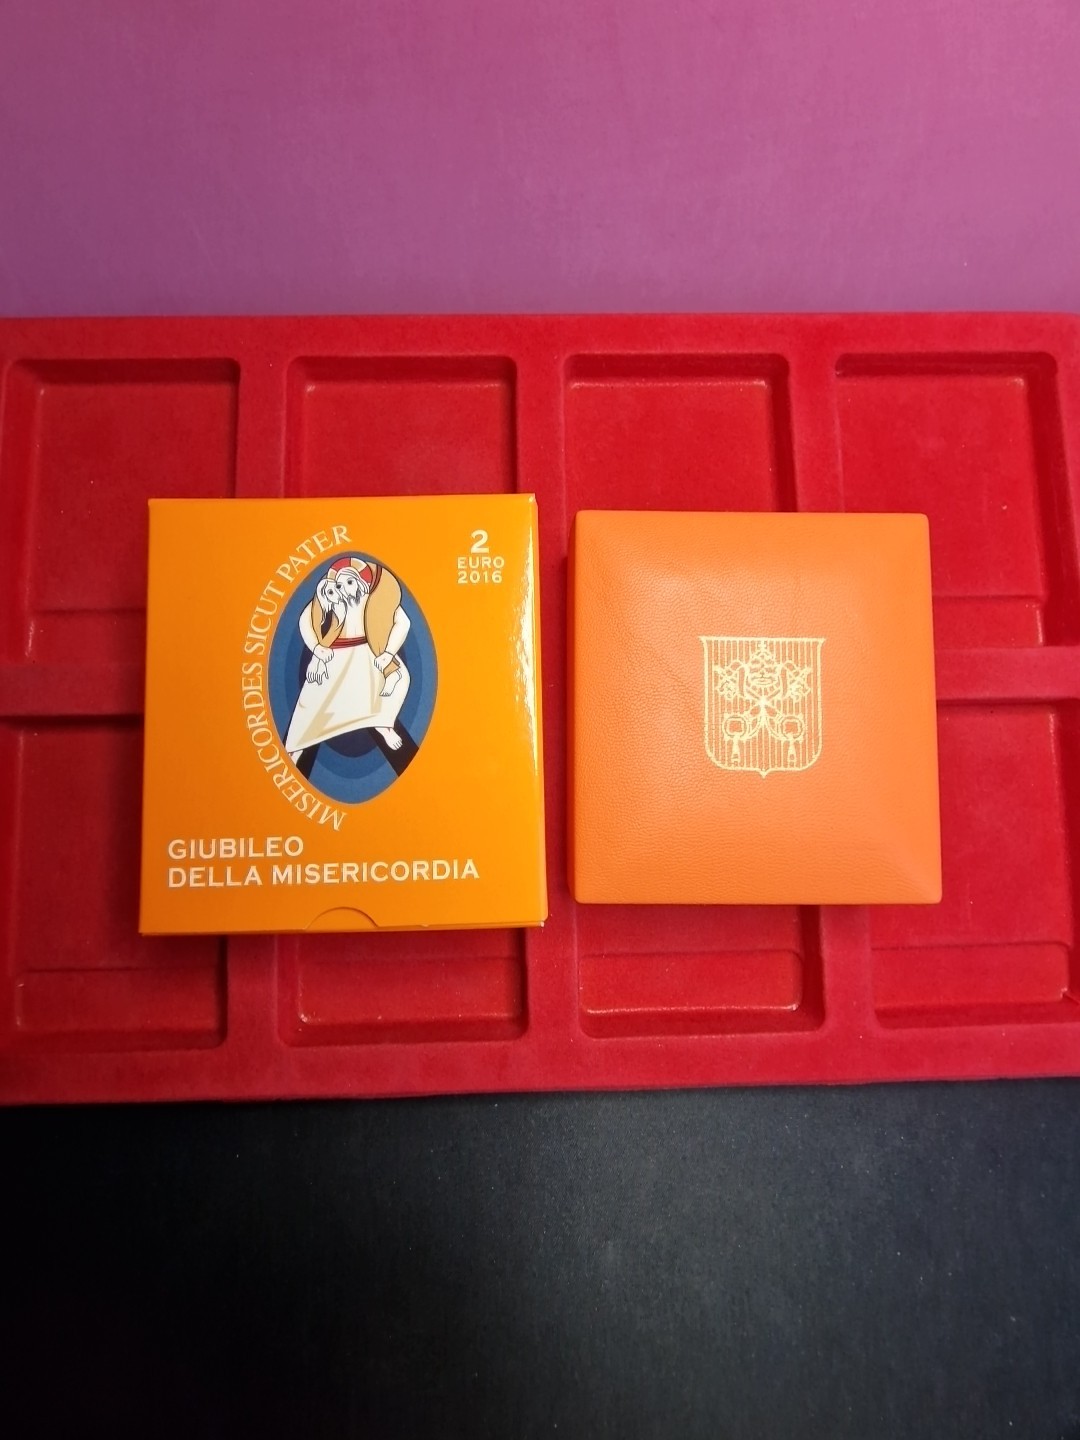 MISERICORDES SICUT PATER
2
EURO
2016
GIUBILEO
DELLA MISERICORDIA